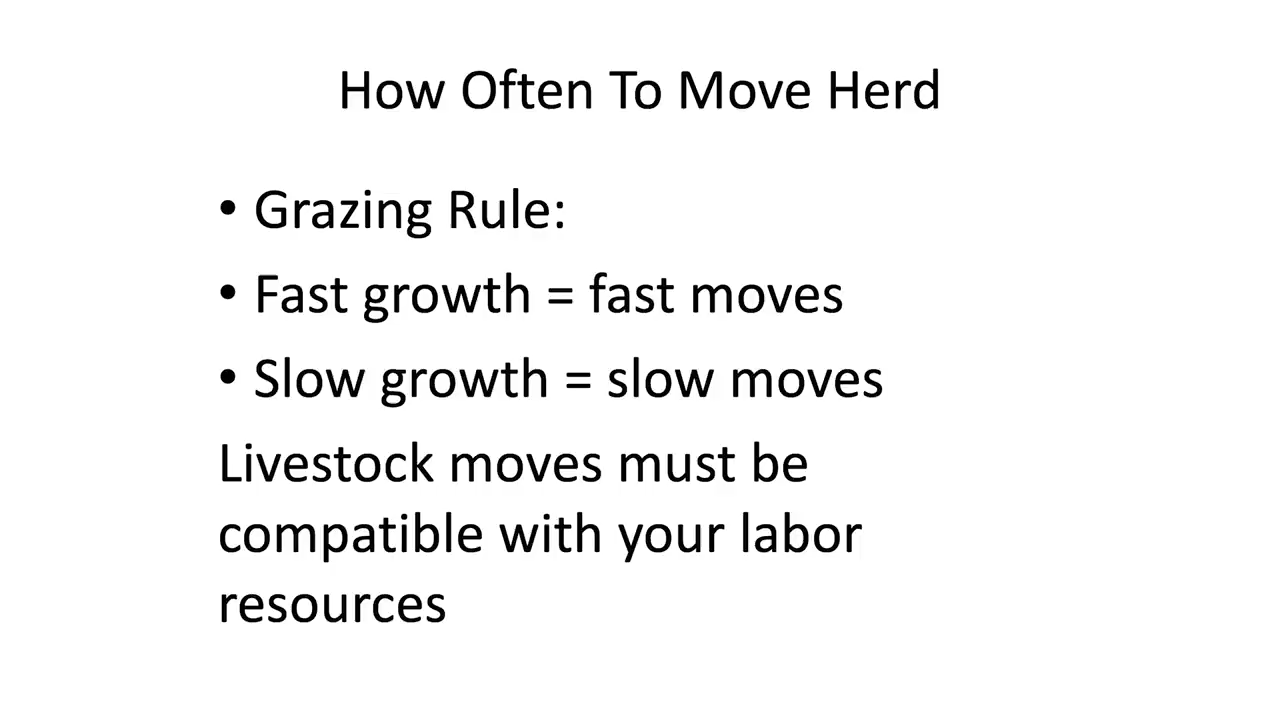 How Often To Move Herd
• Grazing Rule:
• Fast growth = fast moves
• Slow growth = slow moves
Livestock moves must be
compatible with your labor
resources